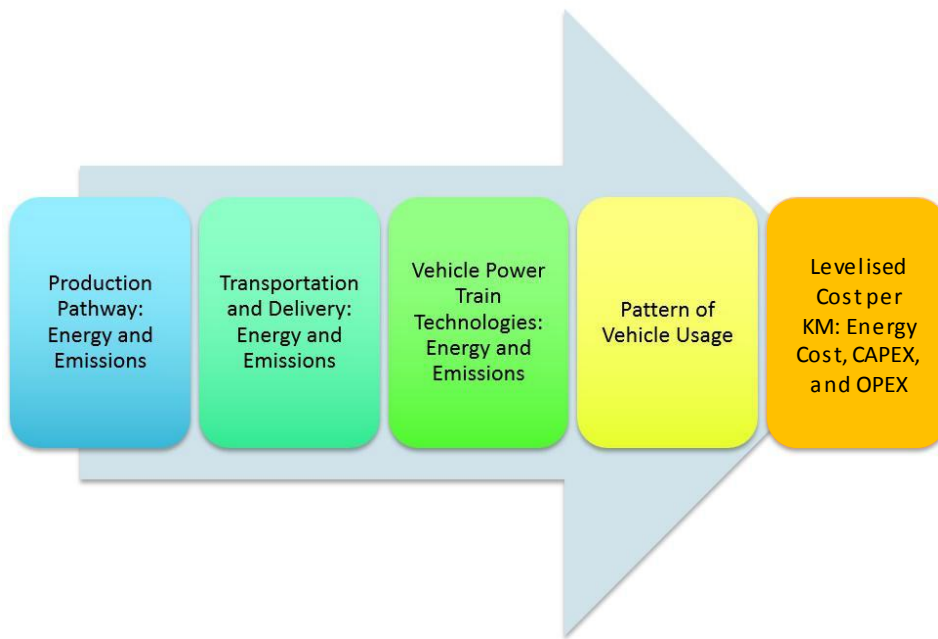 Production
Pathway:
Energy and
Emissions
Transportation
and Delivery:
Energy and
Emissions
Vehicle Power
Train
Technologies:
Energy and
Emissions
Pattern of
Vehicle Usage
Levelised
Cost per
KM: Energy
Cost, CAPEX,
and OPEX